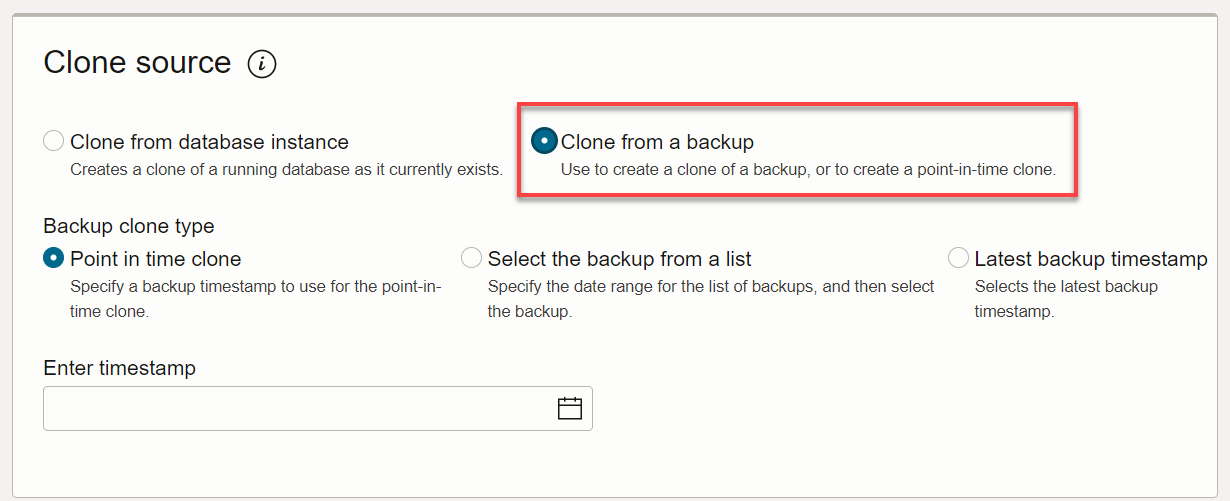 Clone source
Clone from database instance
Creates a clone of a running database as it currently exists.
Clone from a backup
Use to create a clone of a backup, or to create a point-in-time clone.
Backup clone type
Point in time clone
Specify a backup timestamp to use for the point-in-
time clone.
Select the backup from a list
Specify the date range for the list of backups, and then select
the backup.
Latest backup timestamp
Selects the latest backup
timestamp.
Enter timestamp